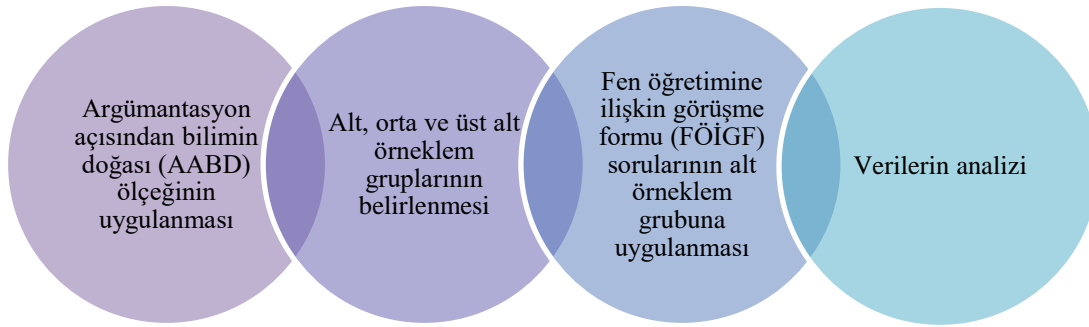 Argümantasyon
açısından bilimin
doğası (AABD)
ölçeğinin
uygulanması
Alt, orta ve üst alt
örneklem
gruplarının
belirlenmesi
Fen öğretimine
ilişkin görüşme
formu (FÖİGF)
sorularının alt
örneklem
grubuna
uygulanması
Verilerin analizi